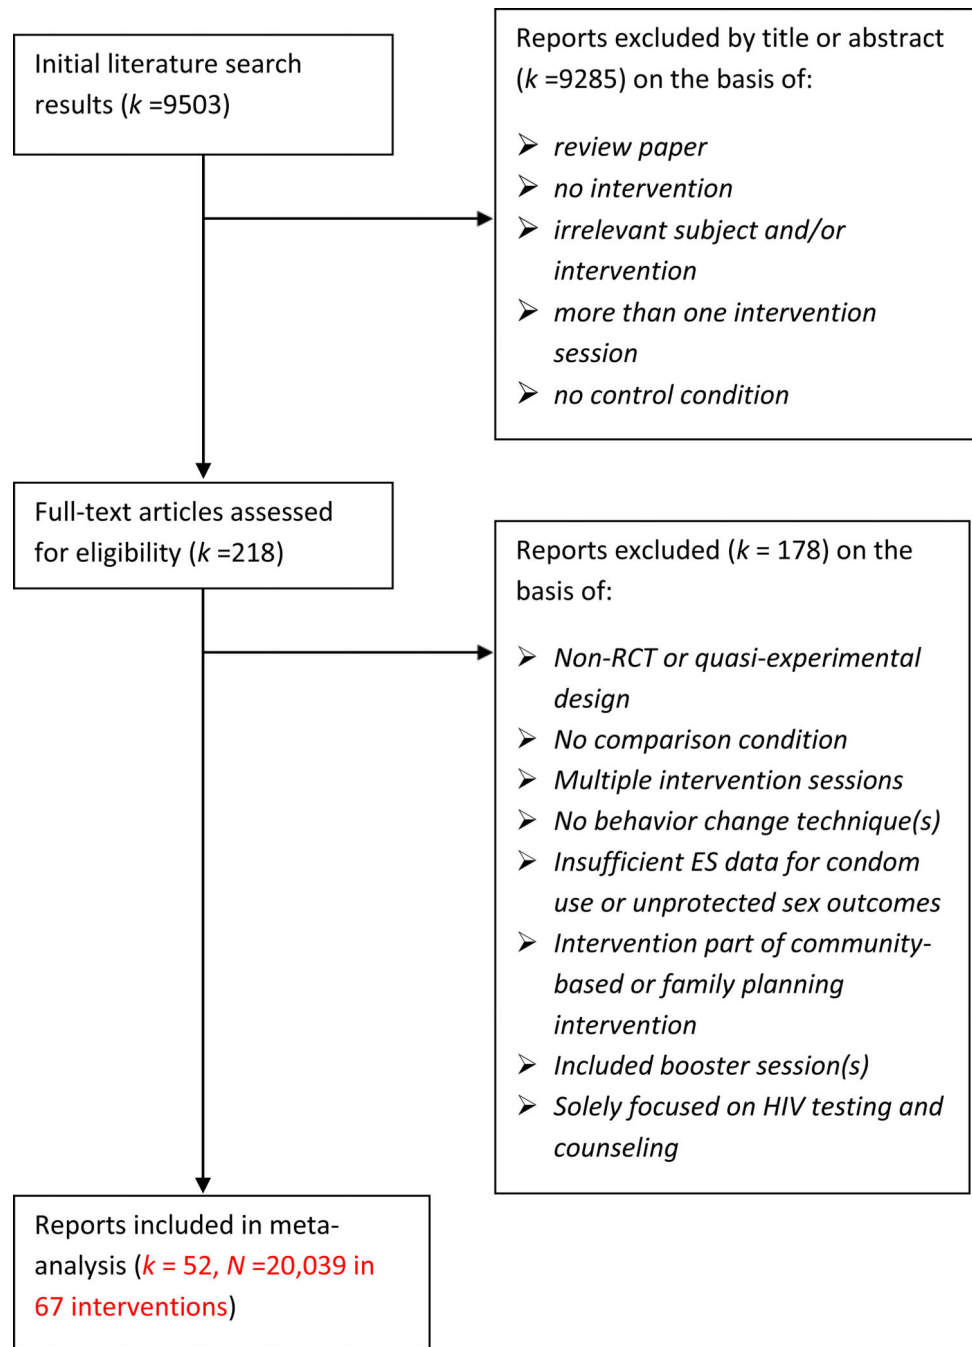 Initial literature search
results (k =9503)
Reports excluded by title or abstract
(k =9285) on the basis of:
➢ review paper
➢ no intervention
➢ irrelevant subject and/or
intervention
➢ more than one intervention
session
➢ no control condition
Full-text articles assessed
for eligibility (k =218)
Reports excluded (k = 178) on the
basis of:
➢ Non-RCT or quasi-experimental
design
➢ No comparison condition
➢ Multiple intervention sessions
➢ No behavior change technique(s)
➢ Insufficient ES data for condom
use or unprotected sex outcomes
➢ Intervention part of community-
based or family planning
intervention
➢ Included booster session(s)
➢ Solely focused on HIV testing and
counseling
Reports included in meta-
analysis (k = 52, N =20,039 in
67 interventions)